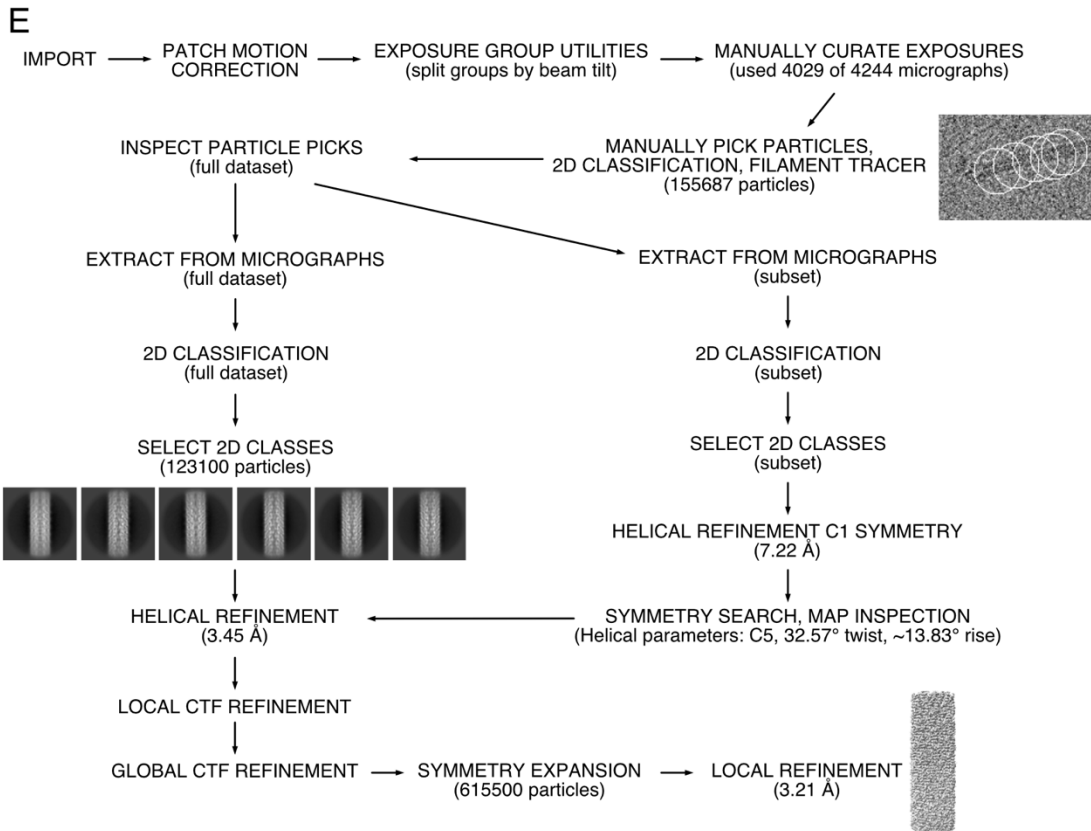 E
IMPORT
PATCH MOTION
CORRECTION
EXPOSURE GROUP UTILITIES
(split groups by beam tilt)
MANUALLY CURATE EXPOSURES
(used 4029 of 4244 micrographs)
INSPECT PARTICLE PICKS
(full dataset)
MANUALLY PICK PARTICLES,
2D CLASSIFICATION, FILAMENT TRACER
(155687 particles)
EXTRACT FROM MICROGRAPHS
(full dataset)
EXTRACT FROM MICROGRAPHS
(subset)
2D CLASSIFICATION
(full dataset)
2D CLASSIFICATION
(subset)
SELECT 2D CLASSES
(123100 particles)
SELECT 2D CLASSES
(subset)
HELICAL REFINEMENT C1 SYMMETRY
(7.22 Å)
HELICAL REFINEMENT
(3.45 Å)
SYMMETRY SEARCH, MAP INSPECTION
(Helical parameters: C5, 32.57° twist, ~13.83° rise)
LOCAL CTF REFINEMENT
GLOBAL CTF REFINEMENT
SYMMETRY EXPANSION
(615500 particles)
LOCAL REFINEMENT
(3.21 Å)